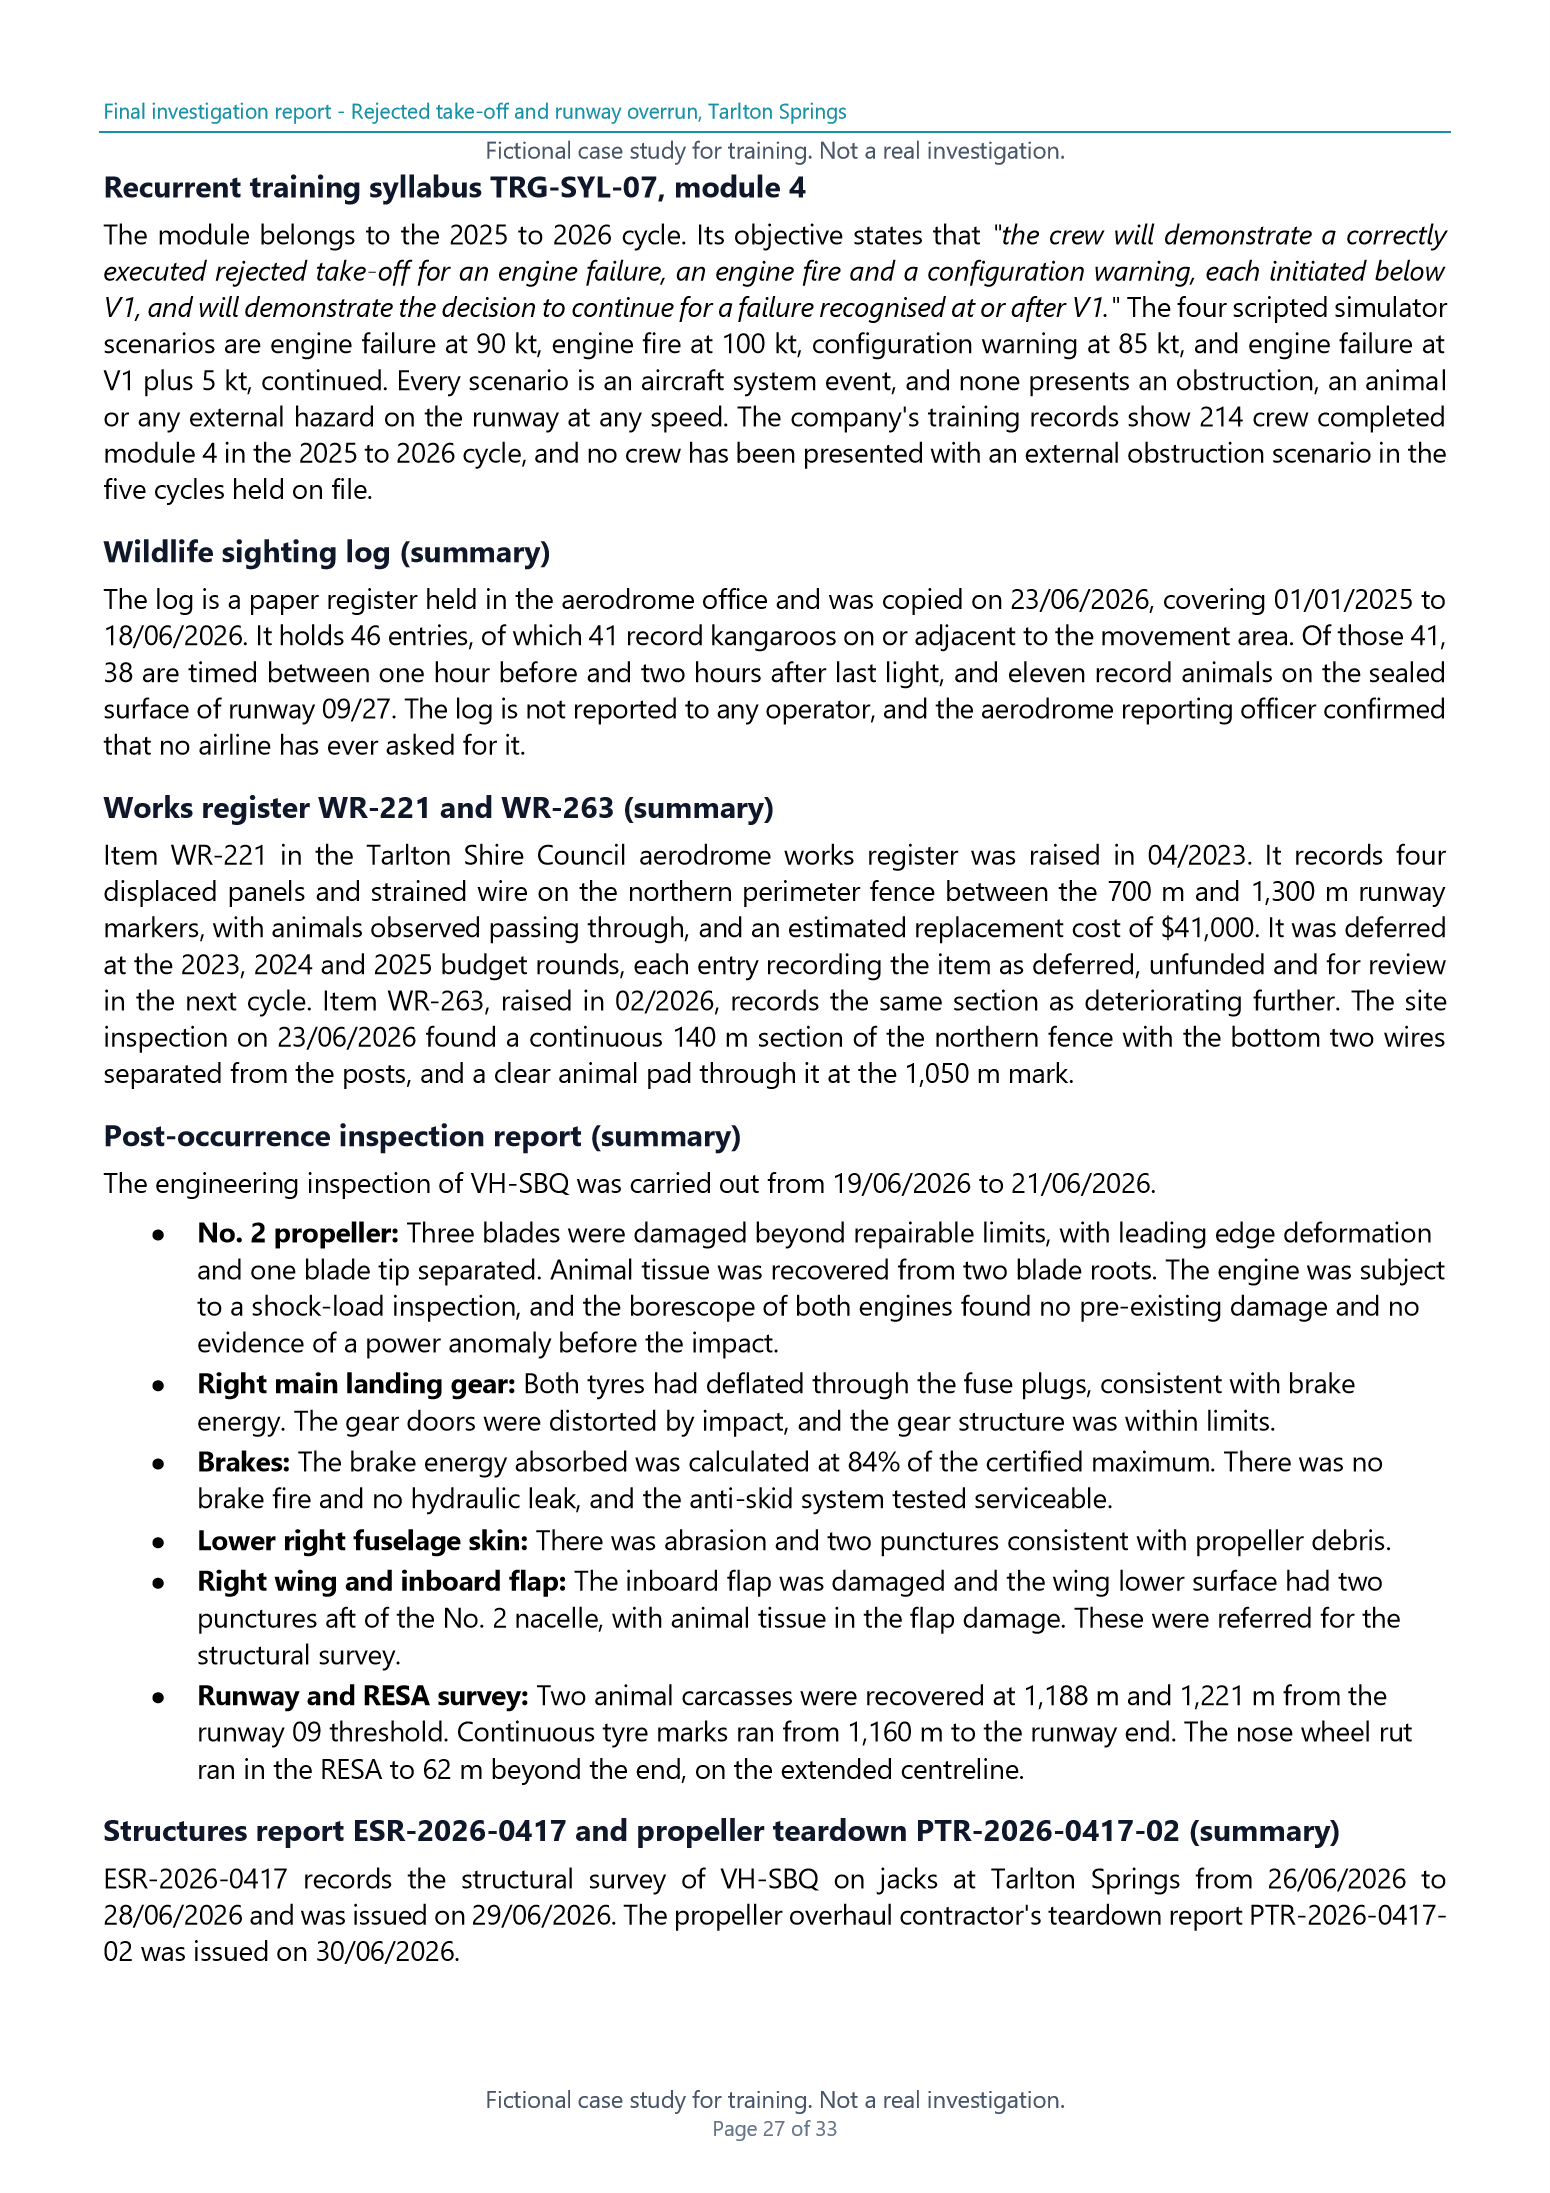 Final investigation report - Rejected take-off and runway overrun, Tarlton Springs
Fictional case study for training. Not a real investigation.
Recurrent training syllabus TRG-SYL-07, module 4
The module belongs to the 2025 to 2026 cycle. Its objective states that "the crew will demonstrate a correctly
executed rejected take-off for an engine failure, an engine fire and a configuration warning, each initiated below
V1, and will demonstrate the decision to continue for a failure recognised at or after V1." The four scripted simulator
scenarios are engine failure at 90 kt, engine fire at 100 kt, configuration warning at 85 kt, and engine failure at
V1 plus 5 kt, continued. Every scenario is an aircraft system event, and none presents an obstruction, an animal
or any external hazard on the runway at any speed. The company's training records show 214 crew completed
module 4 in the 2025 to 2026 cycle, and no crew has been presented with an external obstruction scenario in the
five cycles held on file.
Wildlife sighting log (summary)
The log is a paper register held in the aerodrome office and was copied on 23/06/2026, covering 01/01/2025 to
18/06/2026. It holds 46 entries, of which 41 record kangaroos on or adjacent to the movement area. Of those 41,
38 are timed between one hour before and two hours after last light, and eleven record animals on the sealed
surface of runway 09/27. The log is not reported to any operator, and the aerodrome reporting officer confirmed
that no airline has ever asked for it.
Works register WR-221 and WR-263 (summary)
Item WR-221 in the Tarlton Shire Council aerodrome works register was raised in 04/2023. It records four
displaced panels and strained wire on the northern perimeter fence between the 700 m and 1,300 m runway
markers, with animals observed passing through, and an estimated replacement cost of $41,000. It was deferred
at the 2023, 2024 and 2025 budget rounds, each entry recording the item as deferred, unfunded and for review
in the next cycle. Item WR-263, raised in 02/2026, records the same section as deteriorating further. The site
inspection on 23/06/2026 found a continuous 140 m section of the northern fence with the bottom two wires
separated from the posts, and a clear animal pad through it at the 1,050 m mark.
Post-occurrence inspection report (summary)
The engineering inspection of VH-SBQ was carried out from 19/06/2026 to 21/06/2026.
● No. 2 propeller: Three blades were damaged beyond repairable limits, with leading edge deformation
and one blade tip separated. Animal tissue was recovered from two blade roots. The engine was subject
to a shock-load inspection, and the borescope of both engines found no pre-existing damage and no
evidence of a power anomaly before the impact.
● Right main landing gear: Both tyres had deflated through the fuse plugs, consistent with brake
energy. The gear doors were distorted by impact, and the gear structure was within limits.
● Brakes: The brake energy absorbed was calculated at 84% of the certified maximum. There was no
brake fire and no hydraulic leak, and the anti-skid system tested serviceable.
● Lower right fuselage skin: There was abrasion and two punctures consistent with propeller debris.
● Right wing and inboard flap: The inboard flap was damaged and the wing lower surface had two
punctures aft of the No. 2 nacelle, with animal tissue in the flap damage. These were referred for the
structural survey.
● Runway and RESA survey: Two animal carcasses were recovered at 1,188 m and 1,221 m from the
runway 09 threshold. Continuous tyre marks ran from 1,160 m to the runway end. The nose wheel rut
ran in the RESA to 62 m beyond the end, on the extended centreline.
Structures report ESR-2026-0417 and propeller teardown PTR-2026-0417-02 (summary)
ESR-2026-0417 records the structural survey of VH-SBQ on jacks at Tarlton Springs from 26/06/2026 to
28/06/2026 and was issued on 29/06/2026. The propeller overhaul contractor's teardown report PTR-2026-0417-
02 was issued on 30/06/2026.
Fictional case study for training. Not a real investigation.
Page 27 of 33